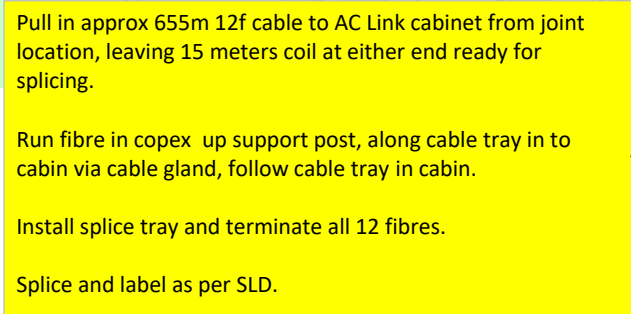 Pull in approx 655m 12f cable to AC Link cabinet from joint
location, leaving 15 meters coil at either end ready for
splicing.
Run fibre in copex  up support post, along cable tray in to
cabin via cable gland, follow cable tray in cabin.
Install splice tray and terminate all 12 fibres.
Splice and label as per SLD.